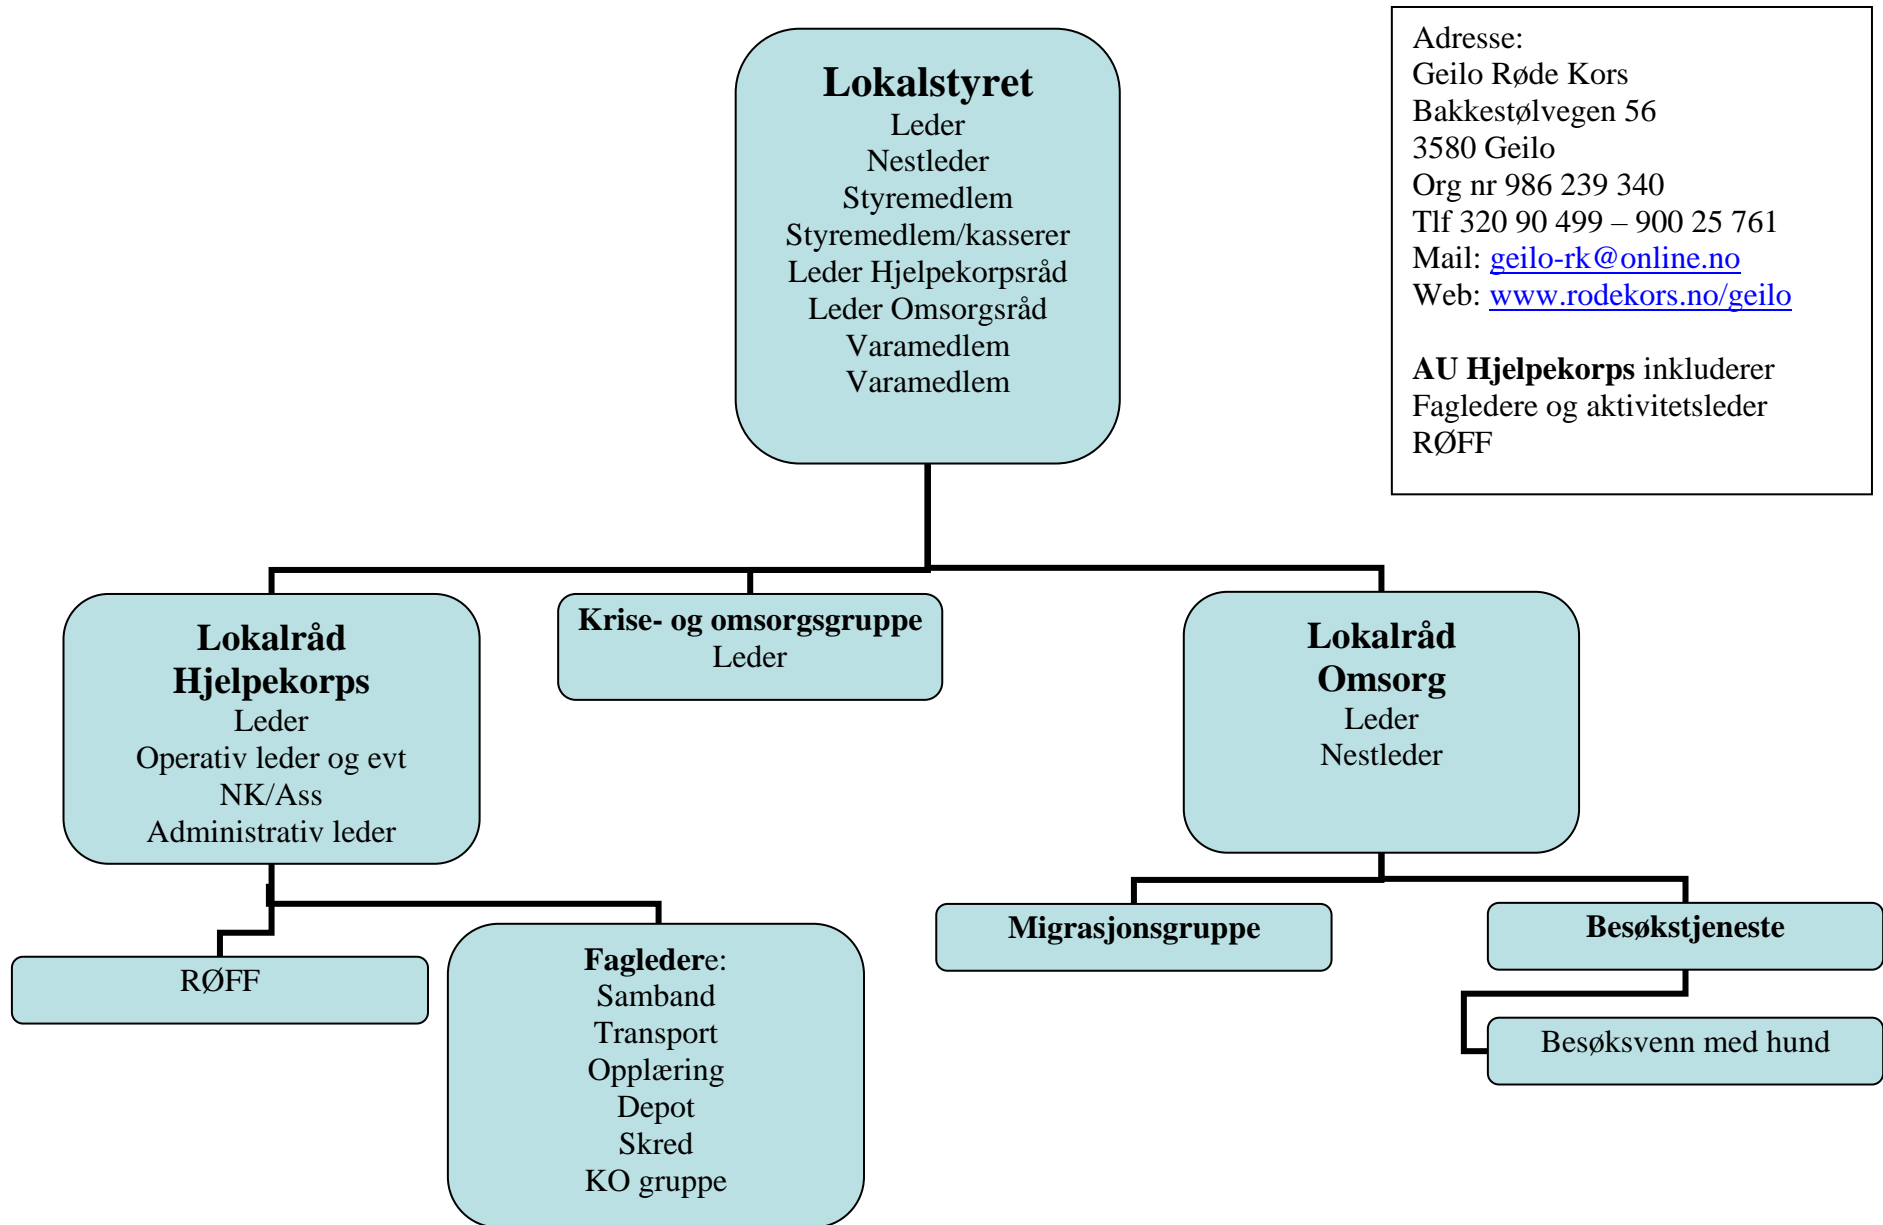 Lokalstyret
Leder
Nestleder
Styremedlem
Styremedlem/kasserer
Leder Hjelpekorpsråd
Leder Omsorgsråd
Varamedlem
Varamedlem
Adresse:
Geilo Røde Kors
Bakkestølvegen 56
3580 Geilo
Org nr 986 239 340
Tlf 320 90 499 – 900 25 761
Mail: geilo-rk@online.no
Web: www.rodekors.no/geilo
AU Hjelpekorps inkluderer
Fagledere og aktivitetsleder
RØFF
Lokalråd
Hjelpekorps
Leder
Operativ leder og evt
NK/Ass
Administrativ leder
Krise- og omsorgsgruppe
Leder
Lokalråd
Omsorg
Leder
Nestleder
RØFF
Fagledere:
Samband
Transport
Opplæring
Depot
Skred
KO gruppe
Migrasjonsgruppe
Besøkstjeneste
Besøksvenn med hund